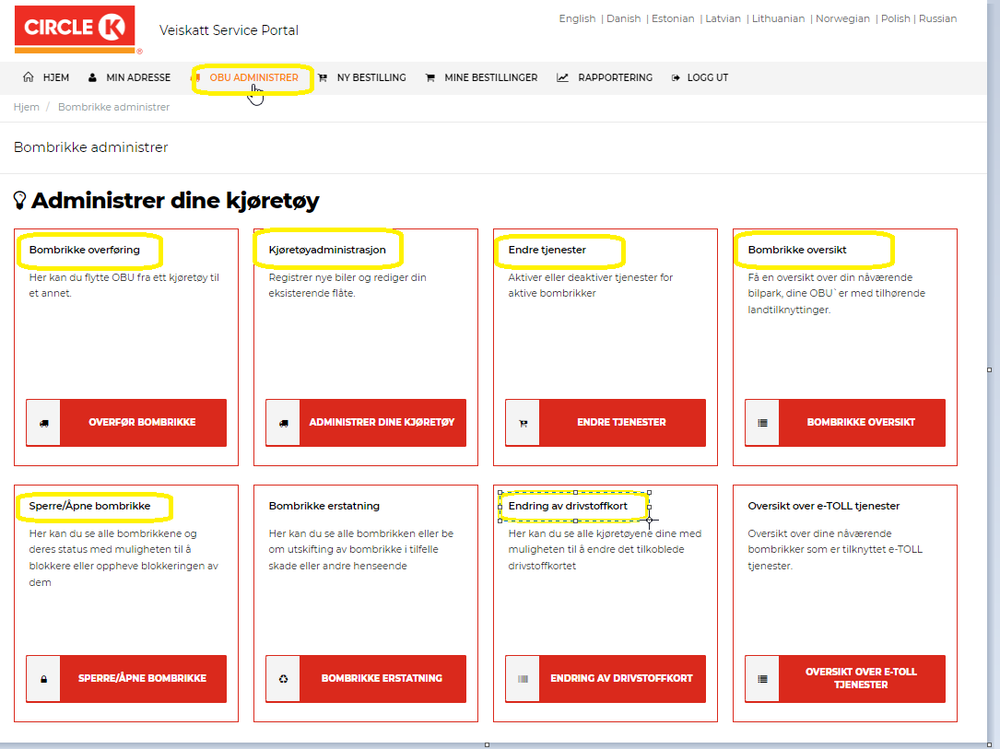 CIRCLE K
®
Veiskatt Service Portal
English | Danish | Estonian | Latvian | Lithuanian | Norwegian | Polish | Russian
HJEM MIN ADRESSE OBU ADMINISTRER NY BESTILLING MINE BESTILLINGER RAPPORTERING LOGG UT
Hjem / Bombrikke administrer
Bombrikke administrer
Administrer dine kjøretøy
Bombrikke overføring
Her kan du flytte OBU fra ett kjøretøy til
et annet.
OVERFØR BOMBRIKKE
Kjøretøyadministrasjon
Registrer nye biler og rediger din
eksisterende flåte.
ADMINISTRER DINE KJØRETØY
Endre tjenester
Aktiver eller deaktiver tjenester for
aktive bombrikker
ENDRE TJENESTER
Bombrikke oversikt
Få en oversikt over din nåværende
bilpark, dine OBU`er med tilhørende
landtilknyttinger.
BOMBRIKKE OVERSIKT
Sperre/Åpne bombrikke
Her kan du se alle bombrikkene og
deres status med muligheten til å
blokkere eller oppheve blokkeringen av
dem
SPERRE/ÅPNE BOMBRIKKE
Bombrikke erstatning
Her kan du se alle bombrikken eller be
om utskifting av bombrikke i tilfelle
skade eller andre henseende
BOMBRIKKE ERSTATNING
Endring av drivstoffkort
Her kan du se alle kjøretøyene dine med
muligheten til å endre det tilkoblede
drivstoffkortet
ENDRING AV DRIVSTOFFKORT
Oversikt over e-TOLL tjenester
Oversikt over dine nåværende
bombrikker som er tilknyttet e-TOLL
tjenester.
OVERSIKT OVER E-TOLL
TJENESTER